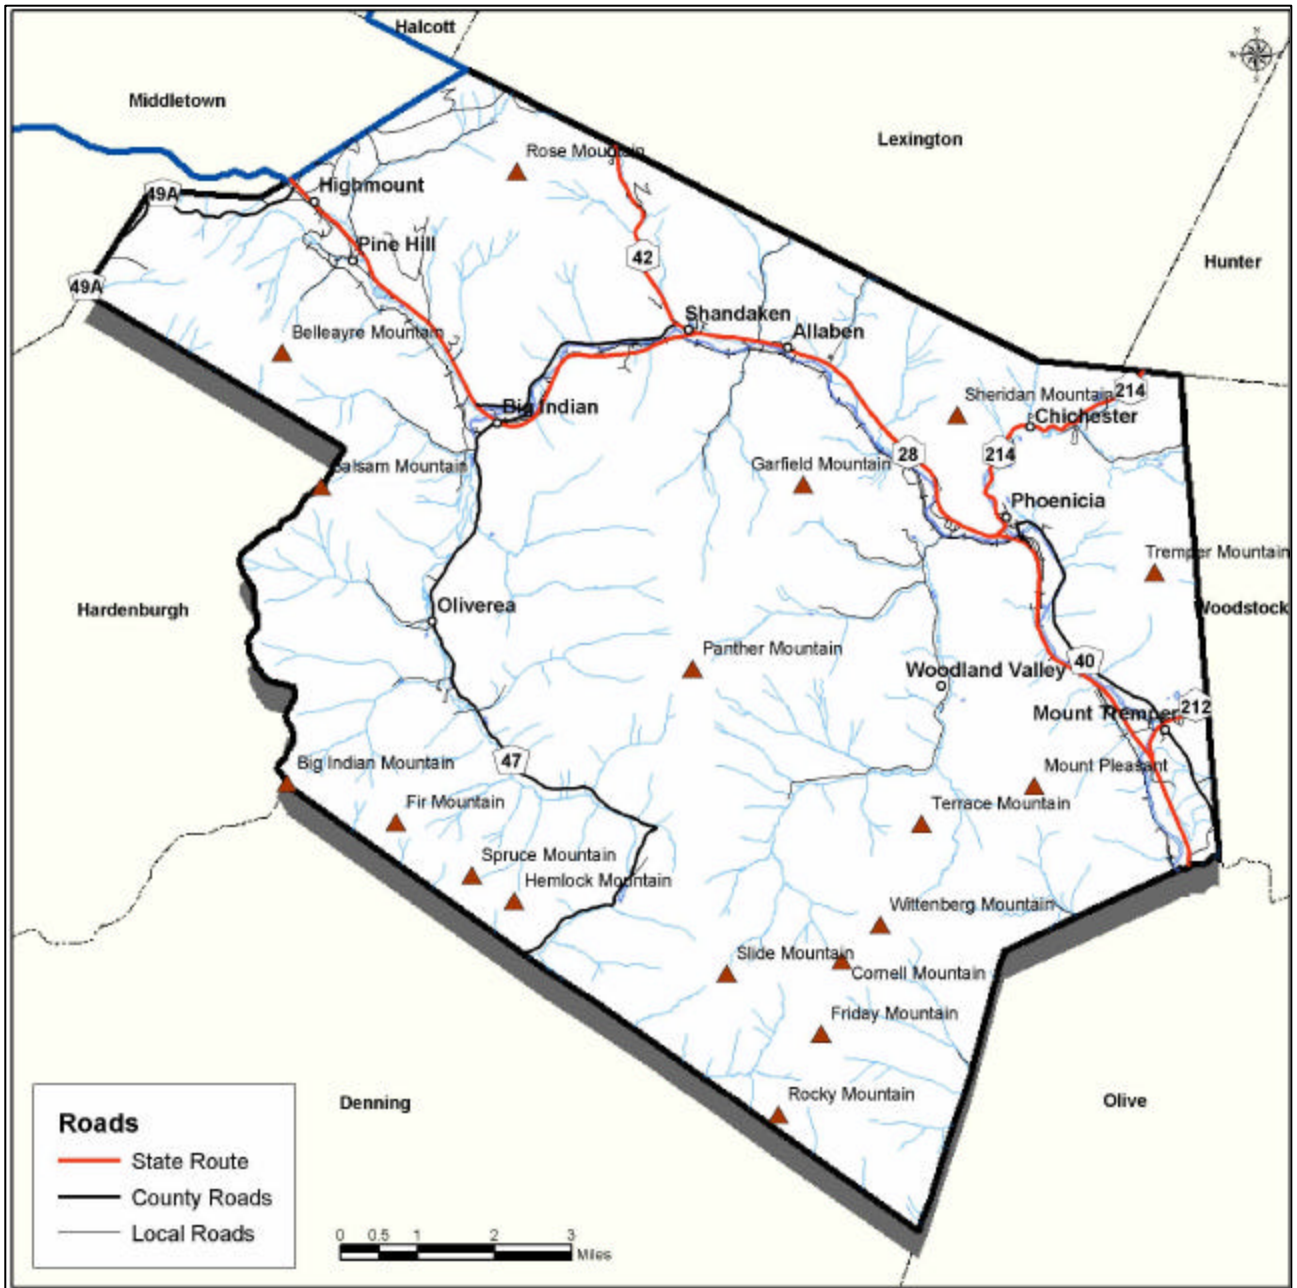 Halcott
N
W
E
S
Middletown
Lexington
Rose Mountain
49A
Highmount
Pine Hill
42
Hunter
49A
Shandaken
Allaben
Belleayre Mountain
Sheridan Mountain
214
Big Indian
Chichester
Balsam Mountain
Garfield Mountain
28
214
Phoenicia
Tremper Mountain
Hardenburgh
Oliverea
Woodstock
Panther Mountain
Woodland Valley
40
Mount Tremper
212
47
Big Indian Mountain
Mount Pleasant
Fir Mountain
Terrace Mountain
Spruce Mountain
Hemlock Mountain
Wittenberg Mountain
Slide Mountain
Cornell Mountain
Friday Mountain
Rocky Mountain
Denning
Olive
Roads
State Route
County Roads
Local Roads
0 0.5 1 2 3
Miles